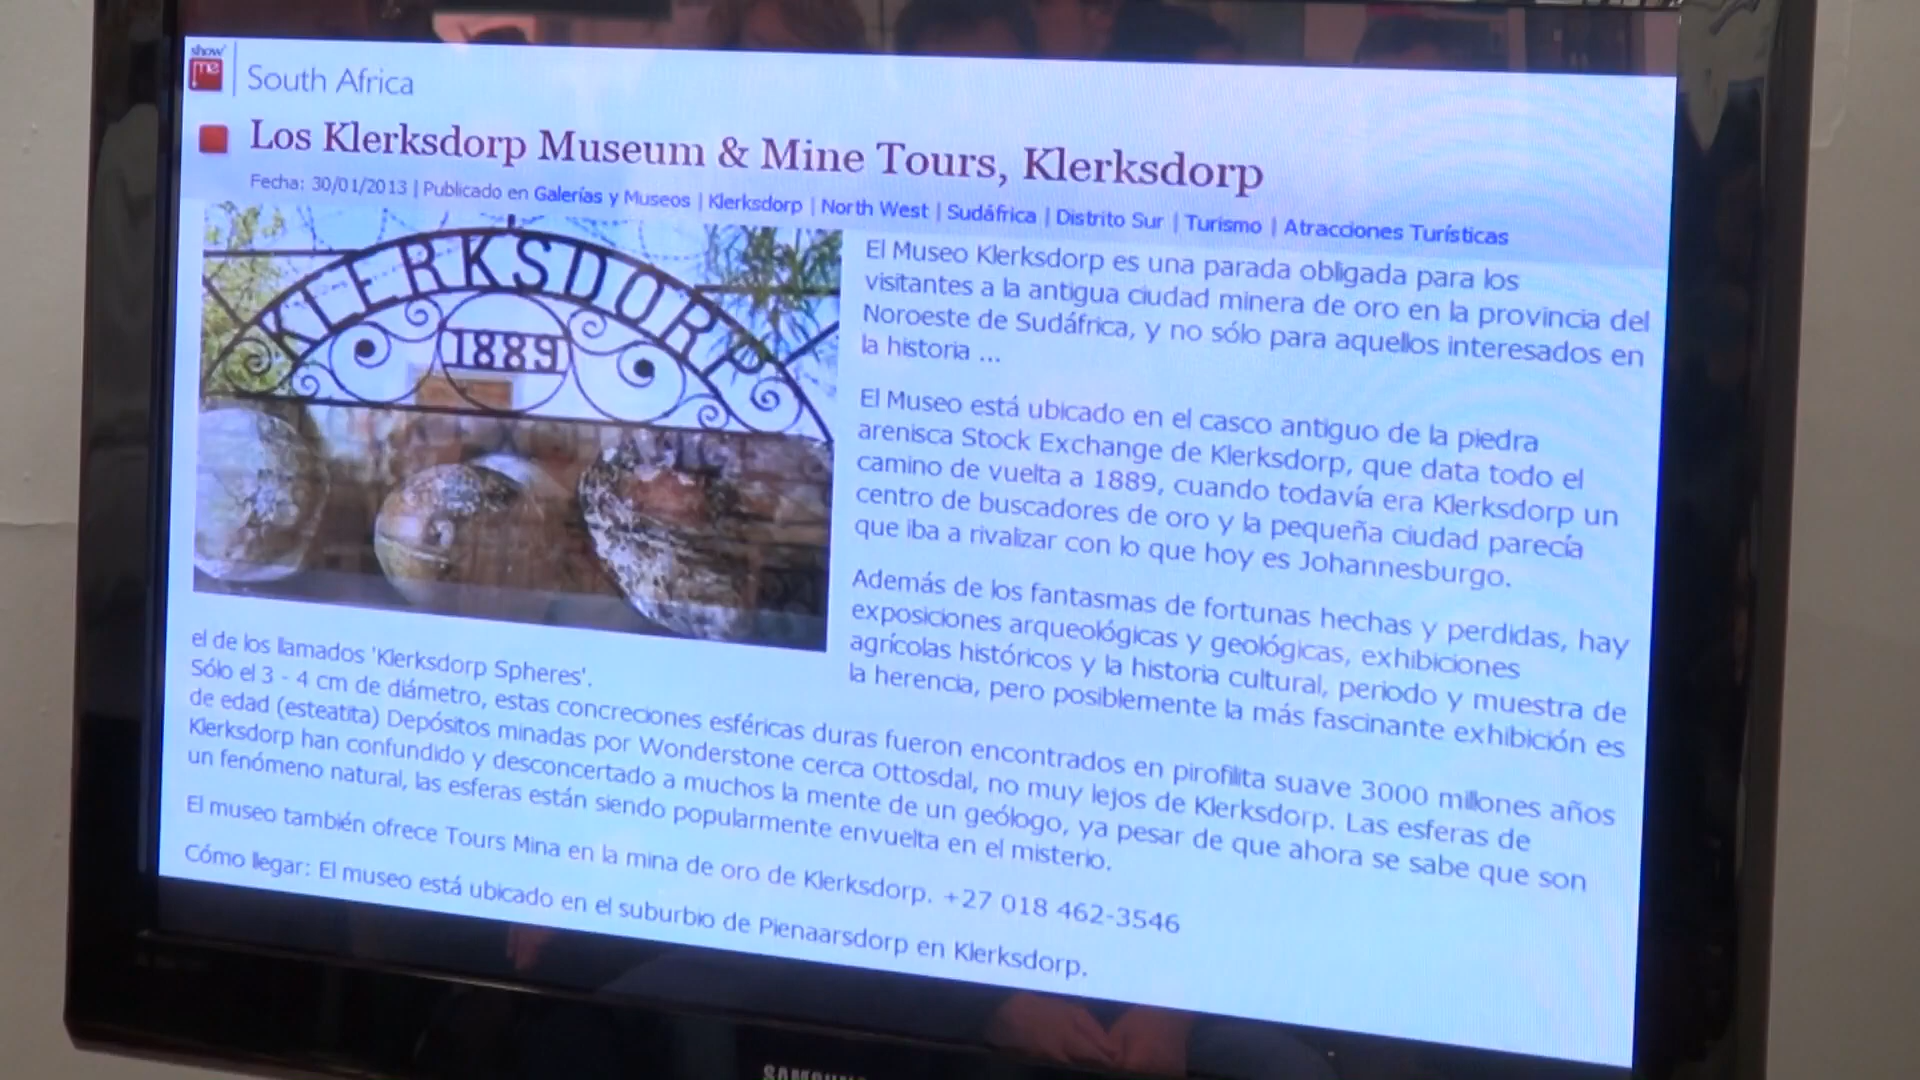 show
me
South Africa
Los Klerksdorp Museum & Mine Tours, Klerksdorp
Fecha: 30/01/2013 | Publicado en Galerías y Museos | Klerksdorp | North West | Sudáfrica | Distrito Sur | Turismo | Atracciones Turísticas
KLERKSDORP
1889
El Museo Klerksdorp es una parada obligada para los
visitantes a la antigua ciudad minera de oro en la provincia del
Noroeste de Sudáfrica, y no sólo para aquellos interesados en
la historia ...
El Museo está ubicado en el casco antiguo de la piedra
arenisca Stock Exchange de Klerksdorp, que data todo el
camino de vuelta a 1889, cuando todavía era Klerksdorp un
centro de buscadores de oro y la pequeña ciudad parecía
que iba a rivalizar con lo que hoy es Johannesburgo.
Además de los fantasmas de fortunas hechas y perdidas, hay
exposiciones arqueológicas y geológicas, exhibiciones
agrícolas históricos y la historia cultural, periodo y muestra de
la herencia, pero posiblemente la más fascinante exhibición es
el de los llamados 'Klerksdorp Spheres'.
Sólo el 3 - 4 cm de diámetro, estas concreciones esféricas duras fueron encontrados en pirofilita suave 3000 millones años
de edad (esteatita) Depósitos minadas por Wonderstone cerca Ottosdal, no muy lejos de Klerksdorp. Las esferas de
Klerksdorp han confundido y desconcertado a muchos la mente de un geólogo, ya pesar de que ahora se sabe que son
un fenómeno natural, las esferas están siendo popularmente envuelta en el misterio.
El museo también ofrece Tours Mina en la mina de oro de Klerksdorp. +27 018 462-3546
Cómo llegar: El museo está ubicado en el suburbio de Pienaarsdorp en Klerksdorp.
SAMSUNG